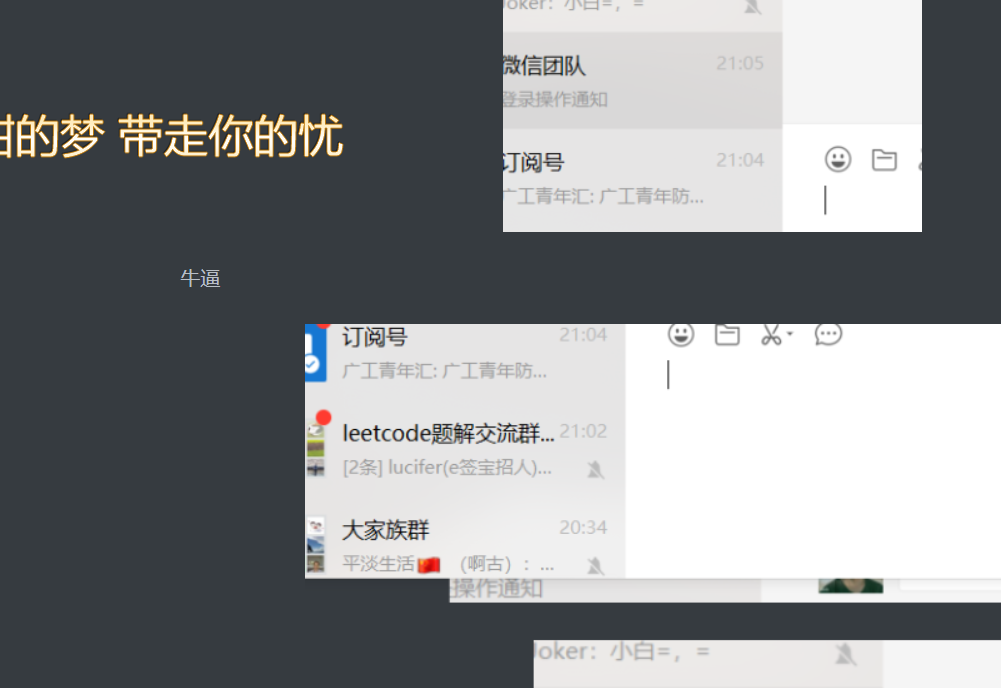 Joker：小白=，=
微信团队
21:05
登录操作通知
甜的梦 带走你的忧
订阅号
21:04
广工青年汇: 广工青年防...
牛逼
订阅号
21:04
广工青年汇: 广工青年防...
leetcode题解交流群...
21:02
[2条] lucifer(e签宝招人)...
大家族群
20:34
平淡生活🇨🇳 （啊古）：...
操作通知
Joker：小白=，=